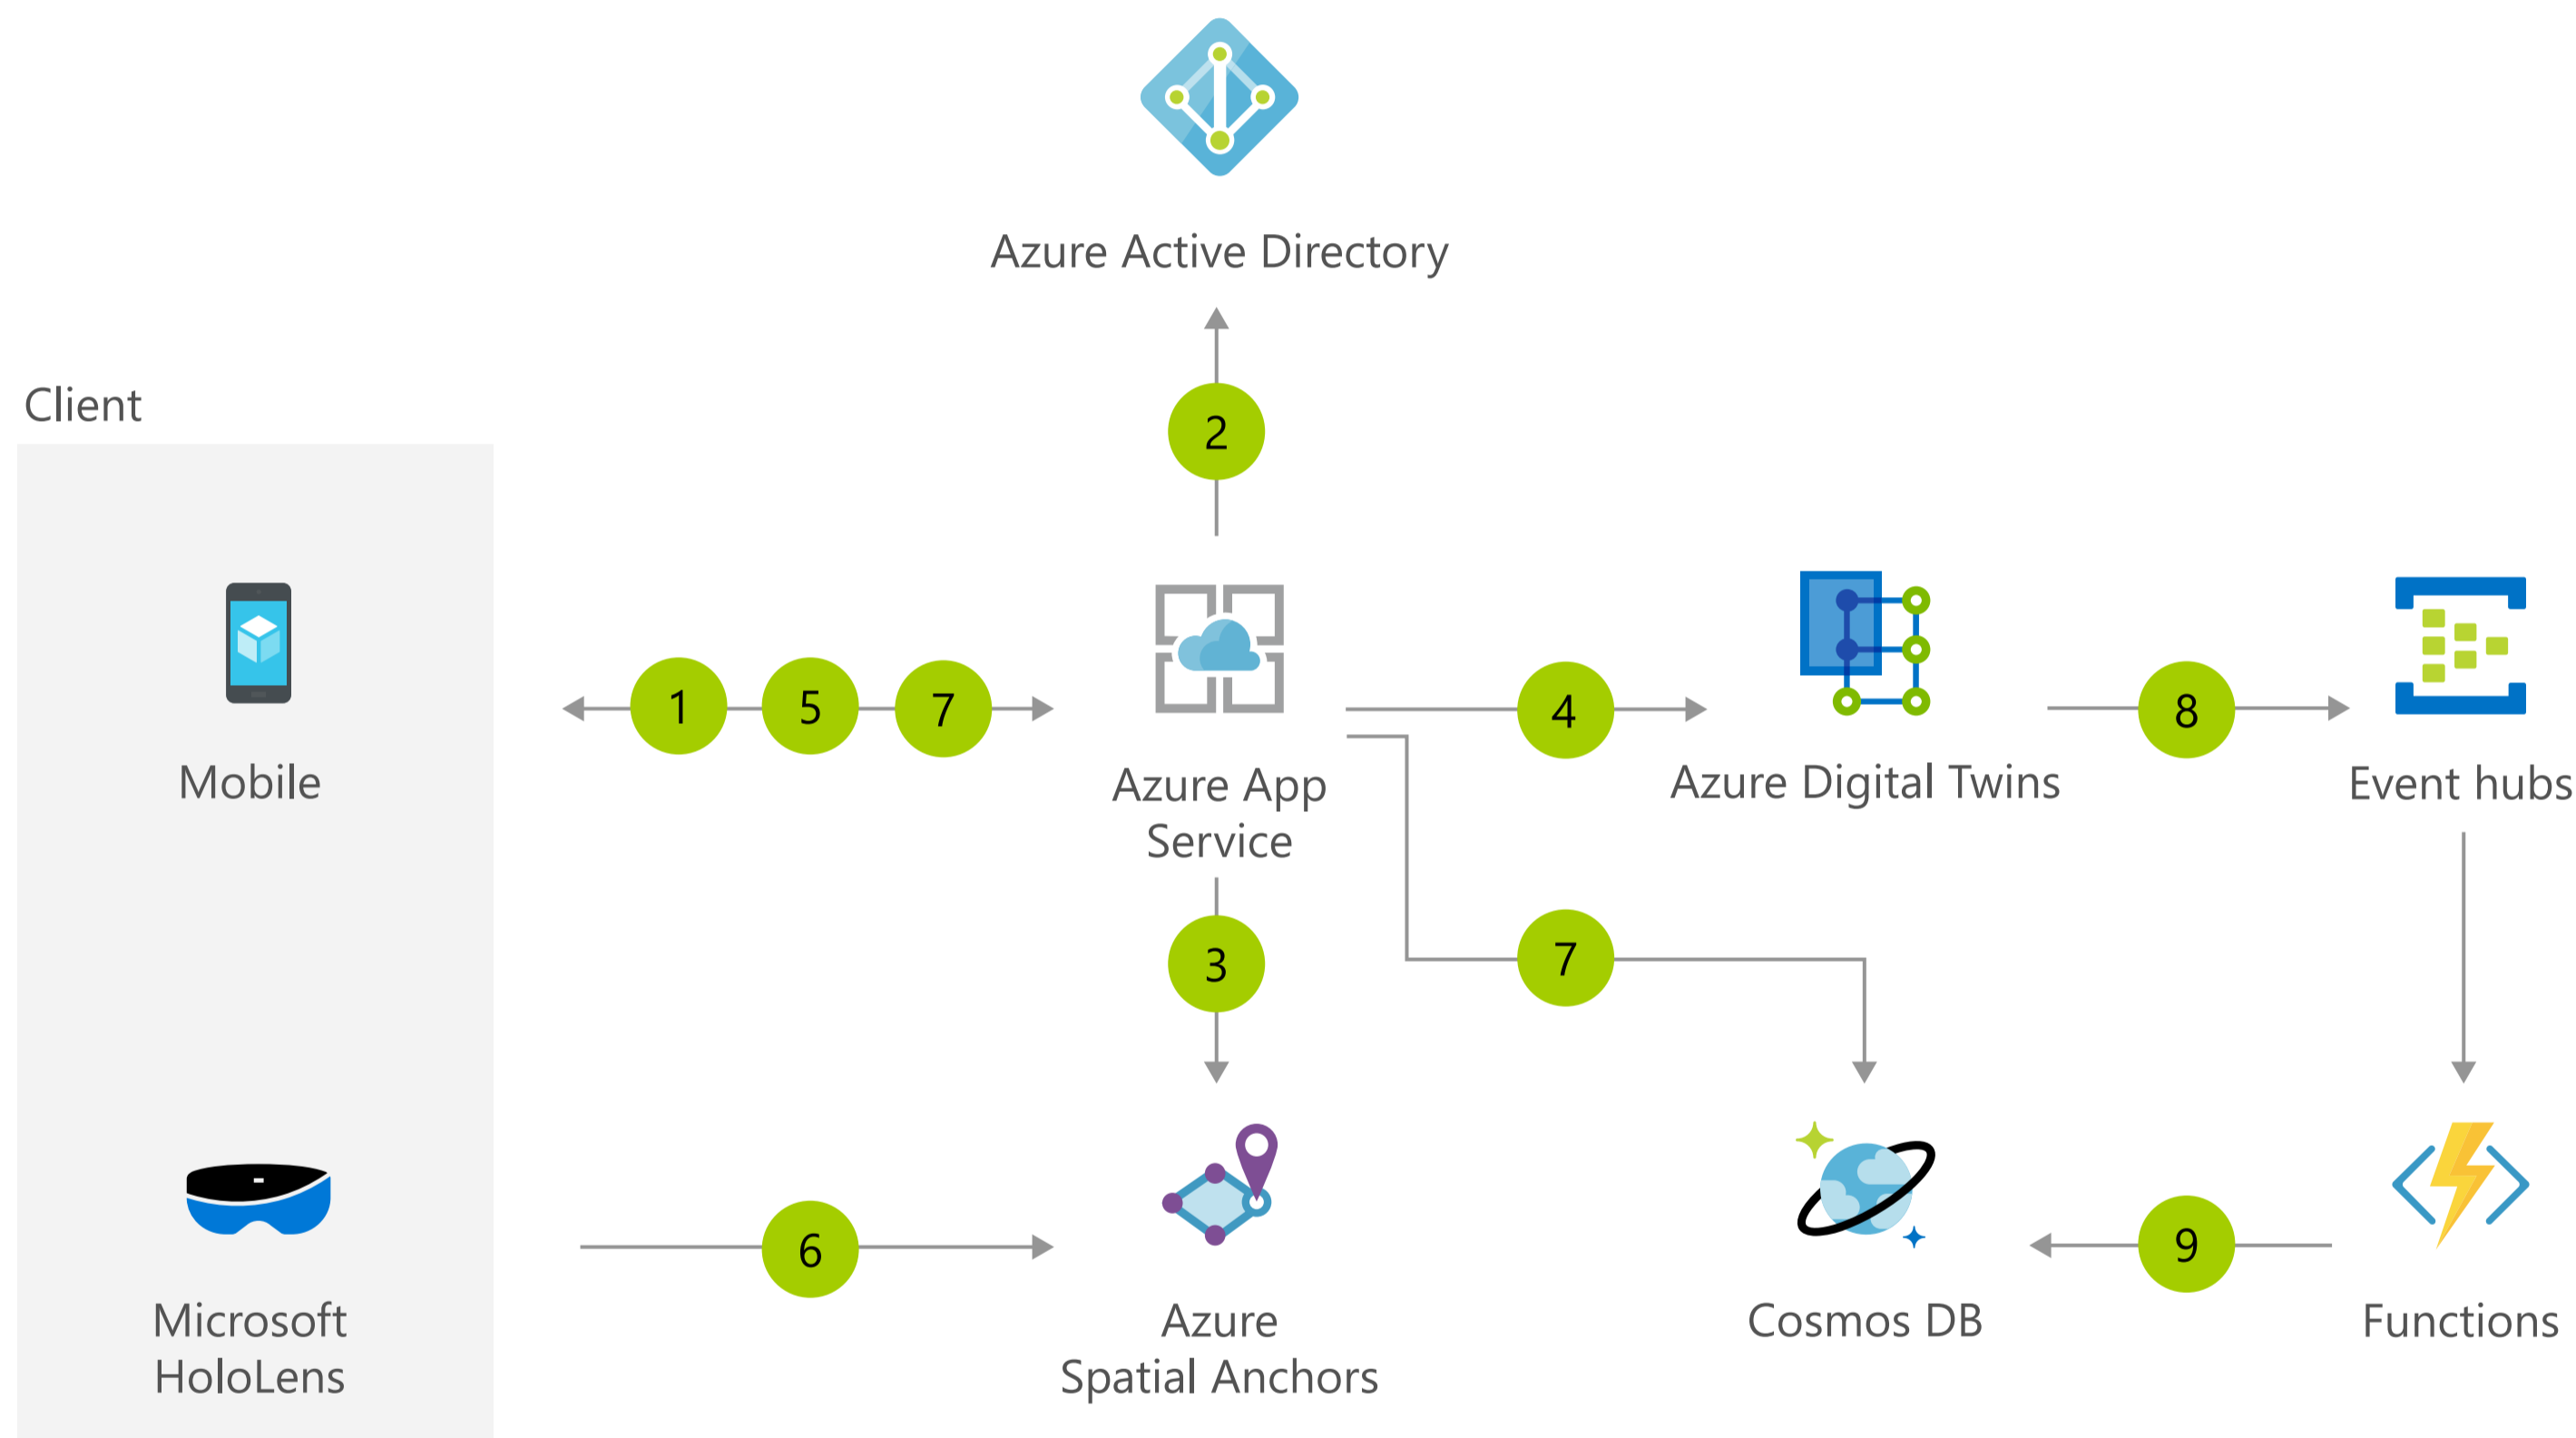 Azure Active Directory
2
Client
Mobile
1
5
7
Azure App
Service
4
Azure Digital Twins
8
Event hubs
3
7
Microsoft
HoloLens
6
Azure
Spatial Anchors
Cosmos DB
9
Functions